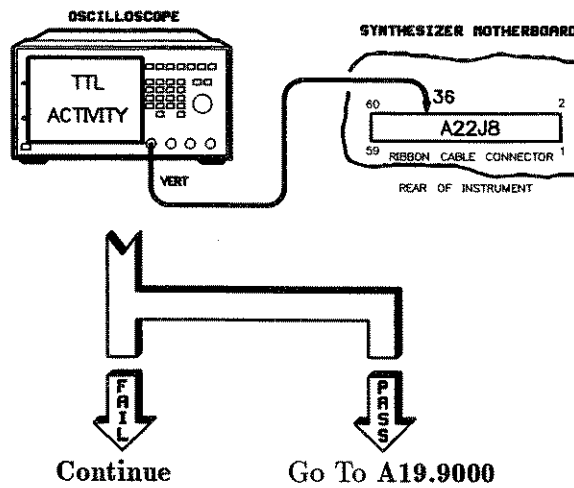 OSCILLOSCOPE
SYNTHESIZER MOTHERBOARD
TTL
ACTIVITY
VERT
36
60
2
A22J8
59
RIBBON CABLE CONNECTOR
1
REAR OF INSTRUMENT
FAIL
PASS
Continue
Go To A19.9000